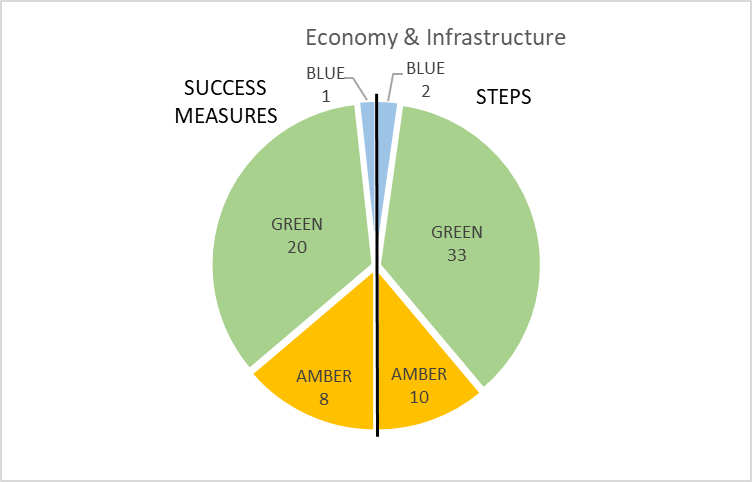 Economy & Infrastructure
SUCCESS
MEASURES
BLUE
1
BLUE
2
STEPS
GREEN
20
GREEN
33
AMBER
8
AMBER
10